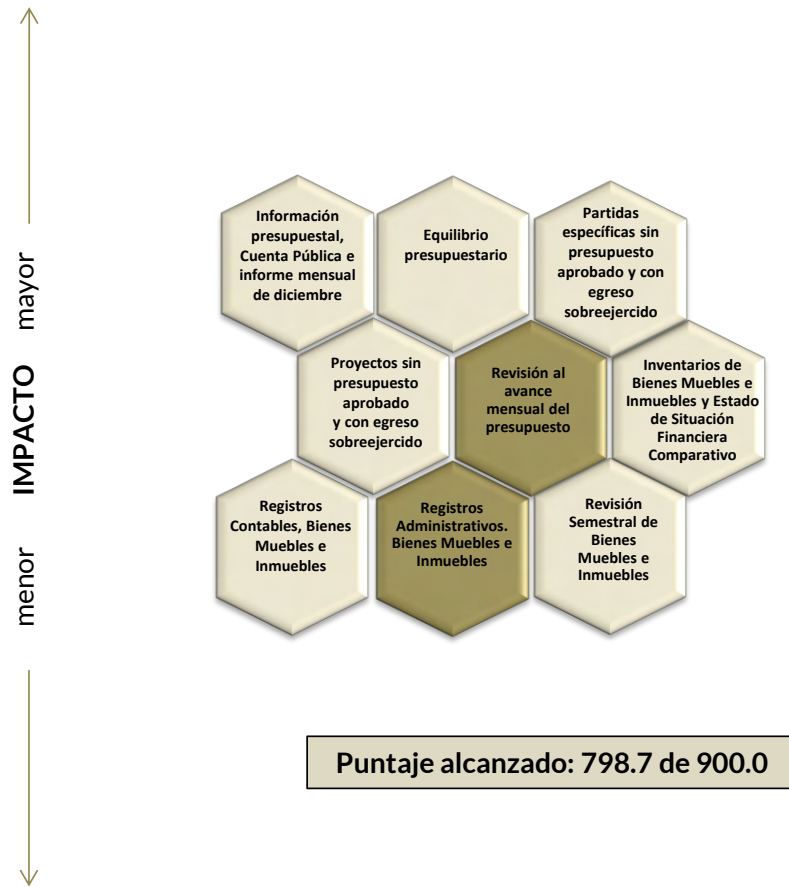 Información
presupuestal,
Cuenta Pública e
informe mensual
de diciembre
Equilibrio
presupuestario
Partidas
específicas sin
presupuesto
aprobado y con
egreso
sobreejercido
Proyectos sin
presupuesto
aprobado
y con egreso
sobreejercido
Revisión al
avance
mensual del
presupuesto
Inventarios de
Bienes Muebles e
Inmuebles y Estado
de Situación
Financiera
Comparativo
Registros
Contables, Bienes
Muebles e
Inmuebles
Registros
Administrativos.
Bienes Muebles e
Inmuebles
Revisión
Semestral de
Bienes
Muebles e
Inmuebles
menor IMPACTO mayor
Puntaje alcanzado: 798.7 de 900.0